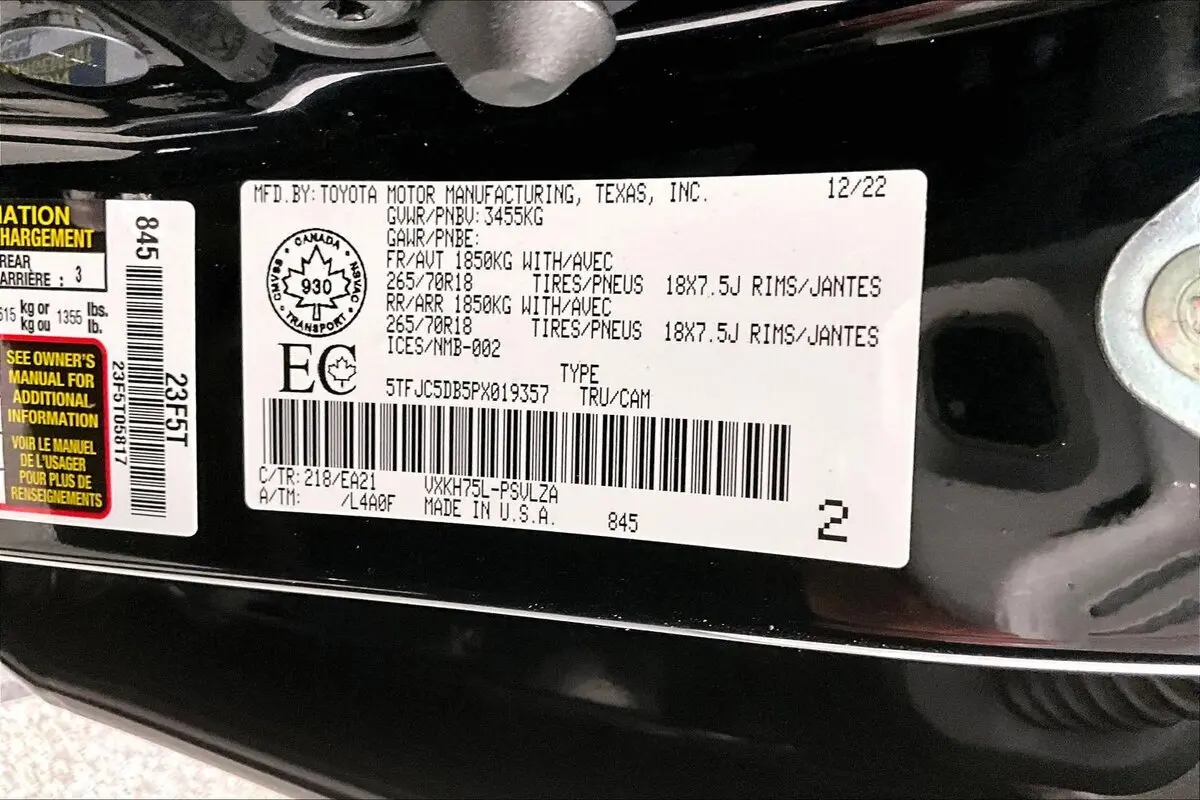 MFD.BY: TOYOTA MOTOR MANUFACTURING, TEXAS, INC. 12/22
GVWR/PNBV: 3455KG
GAWR/PNBE:
FR/AVT 1850KG WITH/AVEC
265/70R18 TIRES/PNEUS 18X7.5J RIMS/JANTES
RR/ARR 1850KG WITH/AVEC
265/70R18 TIRES/PNEUS 18X7.5J RIMS/JANTES
ICES/NMB-002
TYPE
5TFJC5DB5PX019357 TRU/CAM
C/TR: 218/EA21 VXKH75L-PSVLZA
A/TM: /L4A0F MADE IN U.S.A. 845
2
CANADA
CMVSS NSVAC
930
TRANSPORT
EC
HARGEMENT
REAR
ARRIÈRE : 3
kg or 1355 lbs.
kg ou lb.
SEE OWNER'S
MANUAL FOR
ADDITIONAL
INFORMATION
VOIR LE MANUEL
DE L'USAGER
POUR PLUS DE
RENSEIGNEMENTS
845
23F5T
23F5T05817